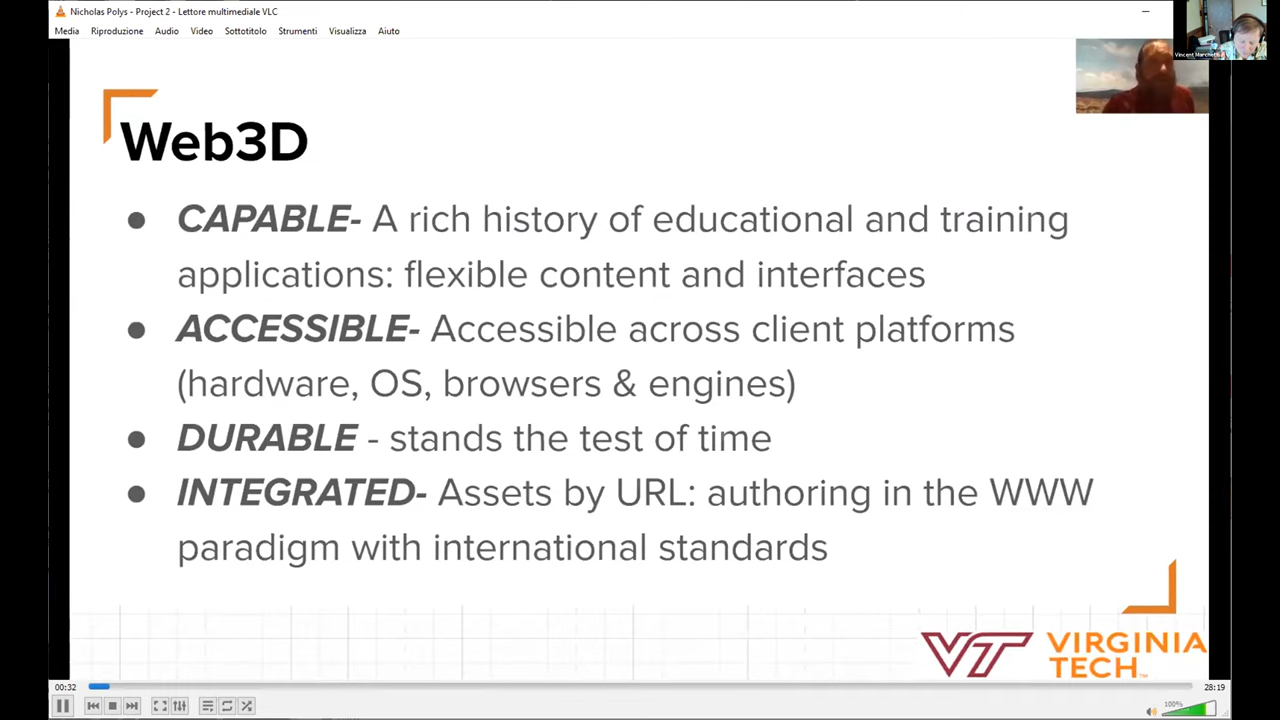 Nicholas Polys - Project 2 - Lettore multimediale VLC
Media Riproduzione Audio Video Sottotitolo Strumenti Visualizza Aiuto
Web3D
● CAPABLE- A rich history of educational and training
applications: flexible content and interfaces
● ACCESSIBLE- Accessible across client platforms
(hardware, OS, browsers & engines)
● DURABLE - stands the test of time
● INTEGRATED- Assets by URL: authoring in the WWW
paradigm with international standards
VT VIRGINIA
TECH™
00:32
28:19
100%